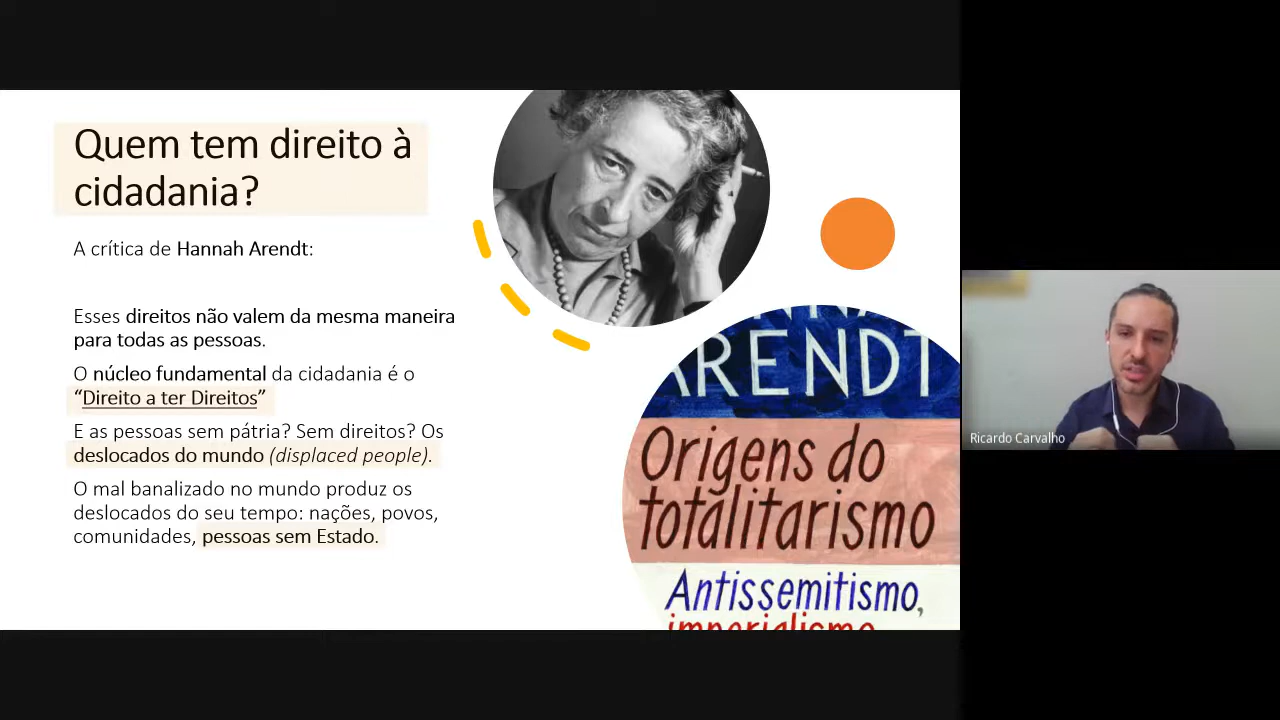 Quem tem direito à
cidadania?
A crítica de Hannah Arendt:
Esses direitos não valem da mesma maneira
para todas as pessoas.
O núcleo fundamental da cidadania é o
“Direito a ter Direitos”
E as pessoas sem pátria? Sem direitos? Os
deslocados do mundo (displaced people).
O mal banalizado no mundo produz os
deslocados do seu tempo: nações, povos,
comunidades, pessoas sem Estado.
ARENDT
Origens do
totalitarismo
Antissemitismo,
imperialismo
Ricardo Carvalho